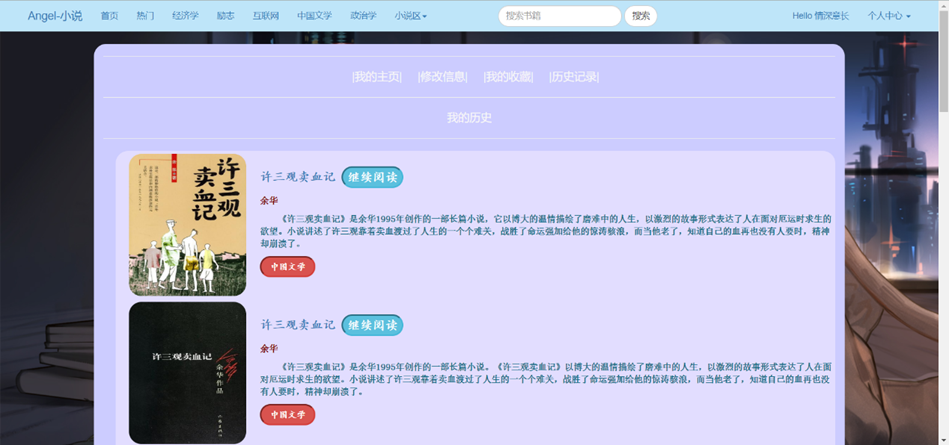 Angel-小说 首页 热门 经济学 励志 互联网 中国文学 政治学 小说区 搜索书籍 搜索 Hello 情深意长 个人中心
|我的主页| |修改信息| |我的收藏| |历史记录|
我的历史
许三观卖血记
许三观卖血记 继续阅读
余华
《许三观卖血记》是余华1995年创作的一部长篇小说，它以博大的温情描绘了磨难中的人生，以激烈的故事形式表达了人在面对厄运时求生的
欲望。小说讲述了许三观靠着卖血渡过了人生的一个个难关，战胜了命运强加给他的惊涛骇浪，而当他老了，知道自己的血再也没有人要时，精神
却崩溃了。
中国文学
许三观卖血记
余华作品
许三观卖血记 继续阅读
余华
《许三观卖血记》是余华1995年创作的一部长篇小说。《许三观卖血记》以博大的温情描绘了磨难中的人生，以激烈的故事形式表达了人在面
对厄运时求生的欲望。小说讲述了许三观靠着卖血渡过了人生的一个个难关，战胜了命运强加给他的惊涛骇浪，而当他老了，知道自己的血再也没
有人要时，精神却崩溃了。
中国文学